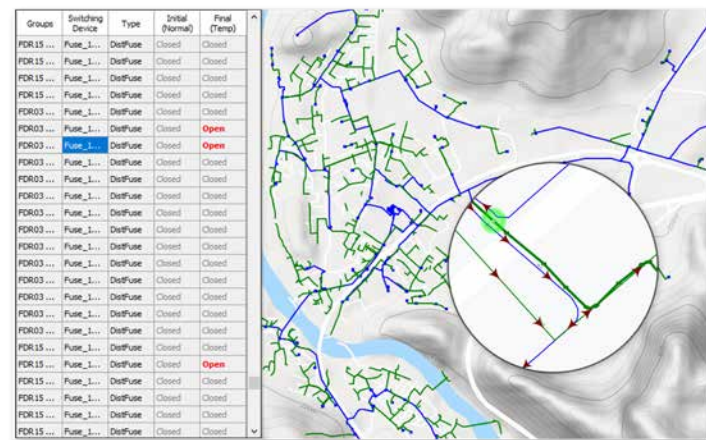 Groups Switching Device Type Initial (Normal) Final (Temp)
FDR15 ... Fuse_1... DistFuse Closed Closed
FDR15 ... Fuse_1... DistFuse Closed Closed
FDR15 ... Fuse_1... DistFuse Closed Closed
FDR15 ... Fuse_1... DistFuse Closed Closed
FDR03 ... Fuse_1... DistFuse Closed Closed
FDR03 ... Fuse_1... DistFuse Closed Open
FDR03 ... Fuse_1... DistFuse Closed Open
FDR03 ... Fuse_1... DistFuse Closed Closed
FDR03 ... Fuse_1... DistFuse Closed Closed
FDR03 ... Fuse_1... DistFuse Closed Closed
FDR03 ... Fuse_1... DistFuse Closed Closed
FDR03 ... Fuse_1... DistFuse Closed Closed
FDR03 ... Fuse_1... DistFuse Closed Closed
FDR03 ... Fuse_1... DistFuse Closed Closed
FDR03 ... Fuse_1... DistFuse Closed Closed
FDR03 ... Fuse_1... DistFuse Closed Closed
FDR03 ... Fuse_1... DistFuse Closed Closed
FDR03 ... Fuse_1... DistFuse Closed Closed
FDR15 ... Fuse_1... DistFuse Closed Closed
FDR15 ... Fuse_1... DistFuse Closed Open
FDR15 ... Fuse_1... DistFuse Closed Closed
FDR15 ... Fuse_1... DistFuse Closed Closed
FDR15 ... Fuse_1... DistFuse Closed Closed
FDR15 ... Fuse_1... DistFuse Closed Closed